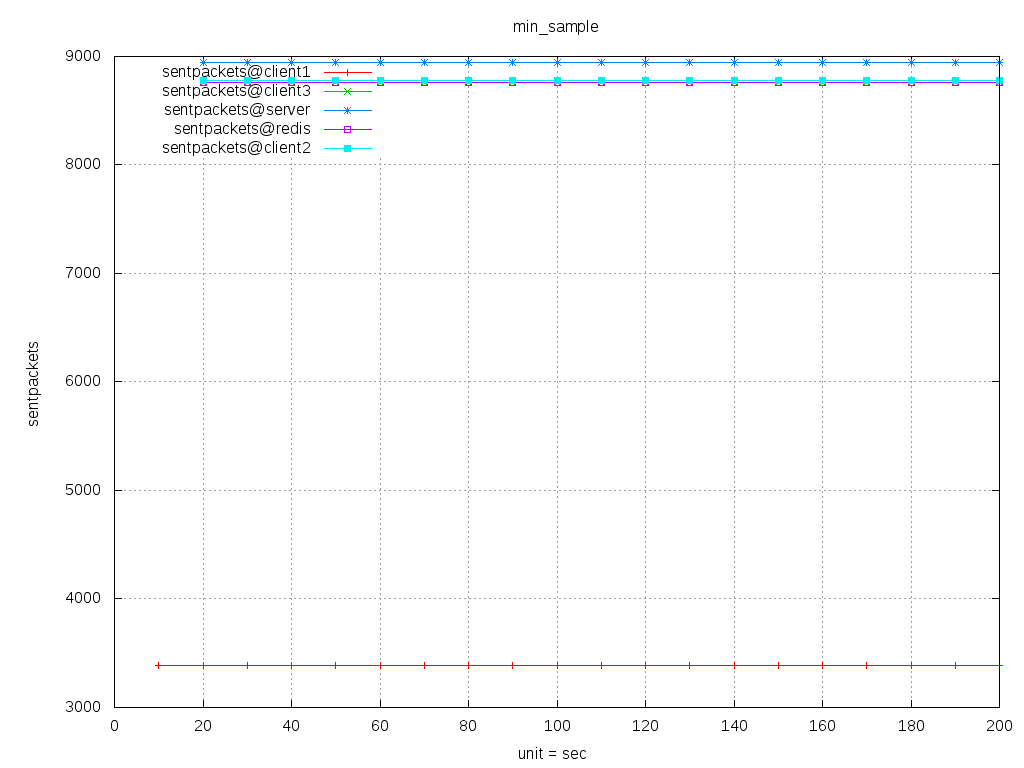 min_sample
9000
8000
7000
6000
5000
4000
3000
sentpackets
sentpackets@client1
sentpackets@client3
sentpackets@server
sentpackets@redis
sentpackets@client2
0 20 40 60 80 100 120 140 160 180 200
unit = sec